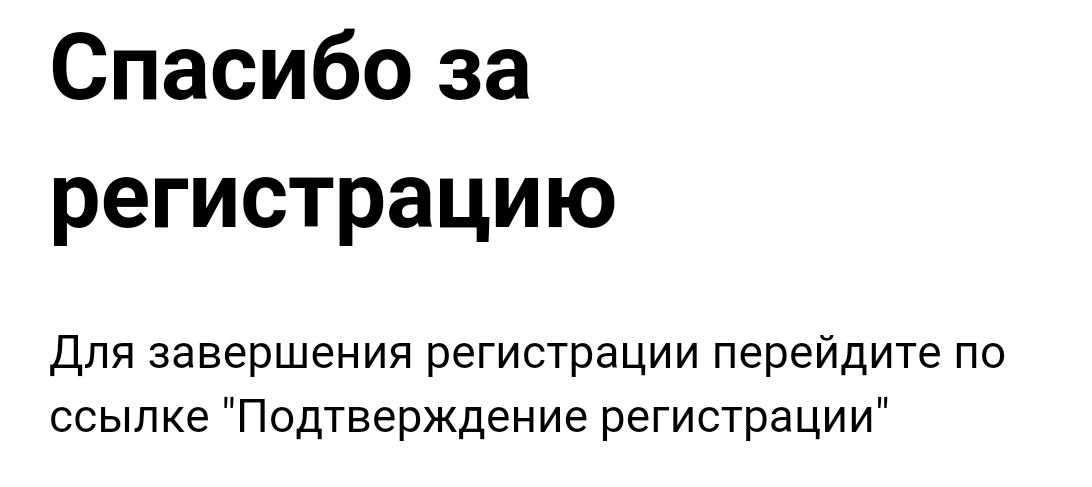 Спасибо за
регистрацию
Для завершения регистрации перейдите по
ссылке "Подтверждение регистрации"